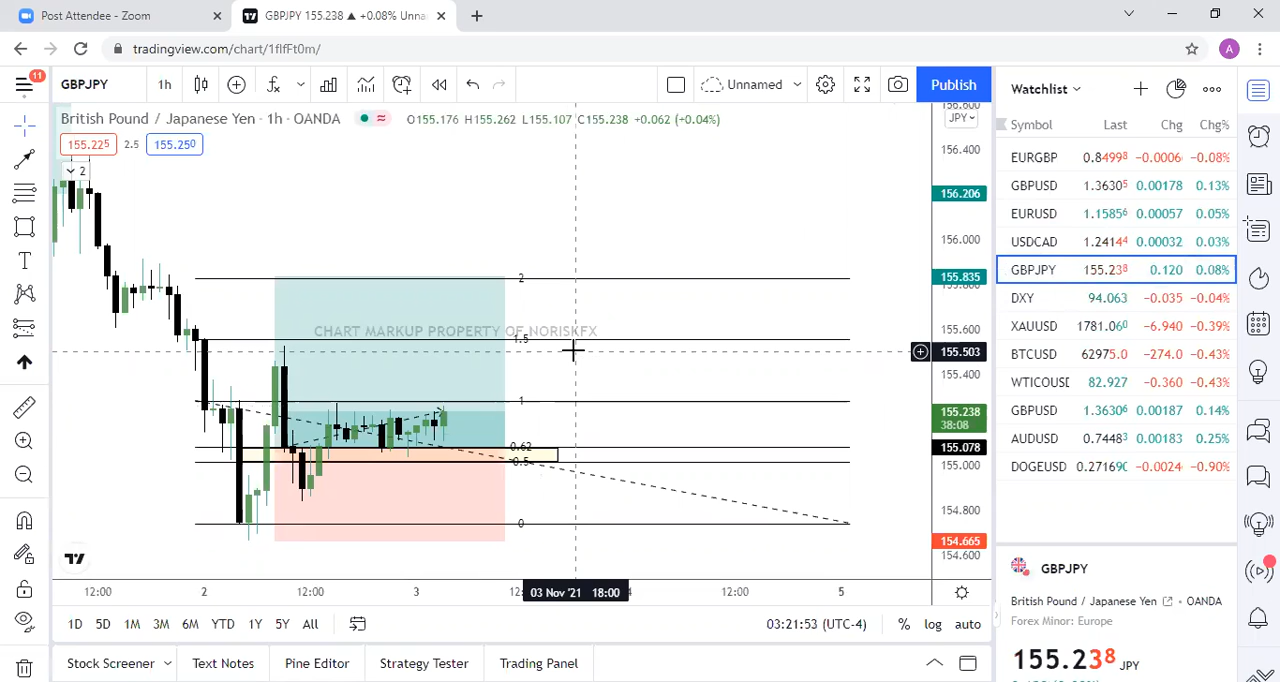 Post Attendee - Zoom
GBPJPY 155.238 ▲ +0.08% Unna
tradingview.com/chart/1fIfFt0m/
A
11
GBPJPY
1h
Unnamed
Publish
Watchlist
British Pound / Japanese Yen · 1h · OANDA
O155.176 H155.262 L155.107 C155.238 +0.062 (+0.04%)
155.225
2.5
155.250
2
JPY
156.600
156.400
156.206
156.000
155.835
155.800
155.600
155.503
155.400
155.238
38:08
155.078
155.000
154.800
154.665
154.600
2
CHART MARKUP PROPERTY OF NORISKFX
1.5
1
0.62
0.5
0
Symbol Last Chg Chg%
EURGBP 0.84998 −0.0006 −0.08%
GBPUSD 1.36305 0.00178 0.13%
EURUSD 1.15856 0.00057 0.05%
USDCAD 1.24144 0.00032 0.03%
GBPJPY 155.238 0.120 0.08%
DXY 94.063 −0.035 −0.04%
XAUUSD 1781.060 −6.940 −0.39%
BTCUSD 62975.0 −274.0 −0.43%
WTICOUSD 82.927 −0.360 −0.43%
GBPUSD 1.36306 0.00187 0.14%
AUDUSD 0.74483 0.00183 0.25%
DOGEUSD 0.27169 −0.0024 −0.90%
12:00 2 12:00 3 03 Nov '21 18:00 12:00 5
1D 5D 1M 3M 6M YTD 1Y 5Y All
03:21:53 (UTC-4) % log auto
Stock Screener Text Notes Pine Editor Strategy Tester Trading Panel
GBPJPY
British Pound / Japanese Yen · OANDA
Forex Minor: Europe
155.238 JPY